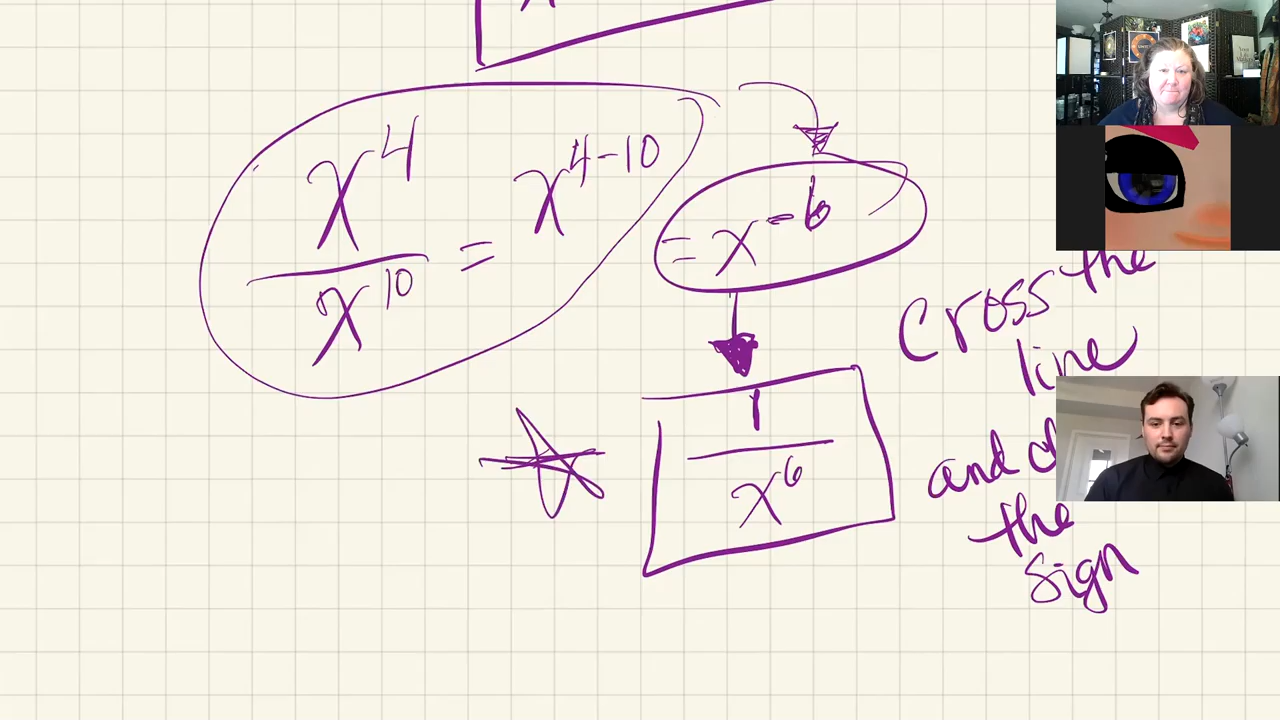 x^4/x^10 = x^(4-10) = x^-6
1/x^6
Cross the
line
and
the
sign